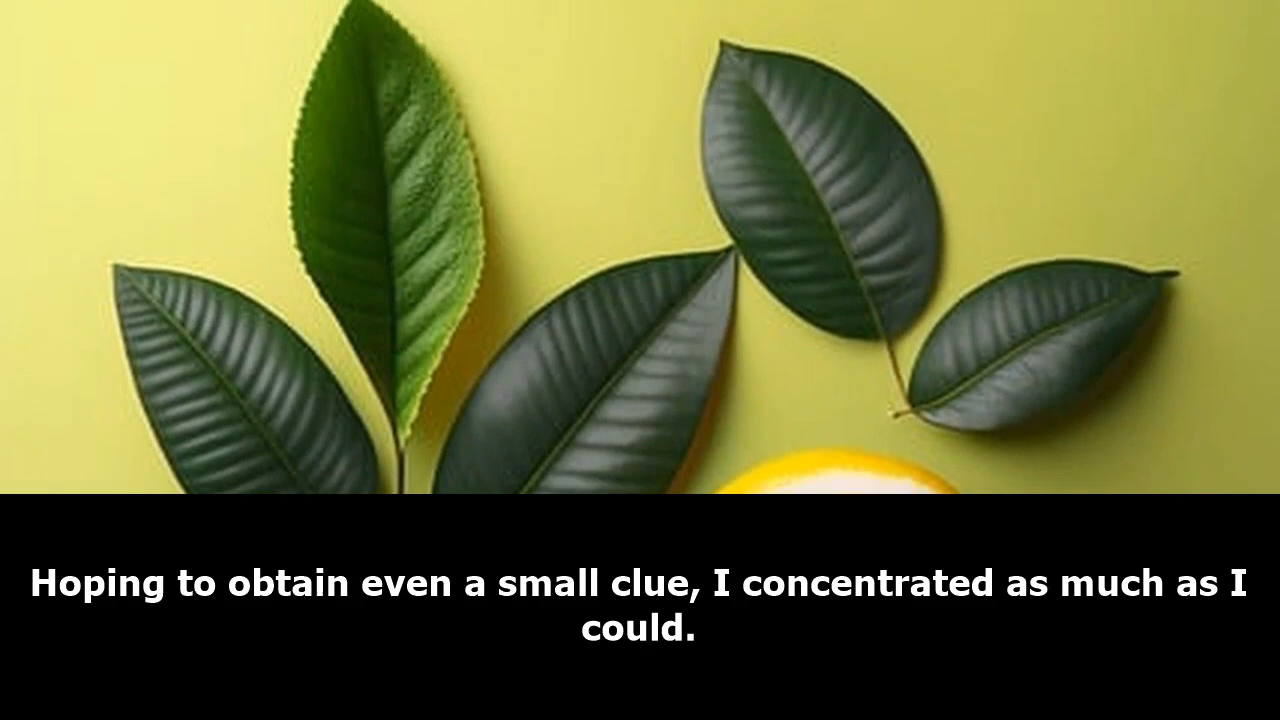 Hoping to obtain even a small clue, I concentrated as much as I
could.